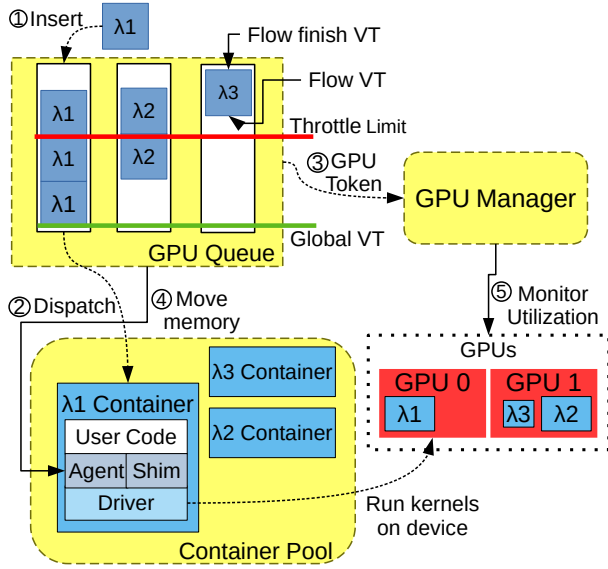 ①Insert
λ1
Flow finish VT
Flow VT
λ3
λ1
λ2
Throttle Limit
λ1
λ2
③GPU
Token
GPU Manager
λ1
Global VT
GPU Queue
②Dispatch
④Move
memory
⑤ Monitor
Utilization
GPUs
λ3 Container
GPU 0
GPU 1
λ1 Container
λ1
λ3
λ2
User Code
λ2 Container
Agent
Shim
Driver
Run kernels
on device
Container Pool